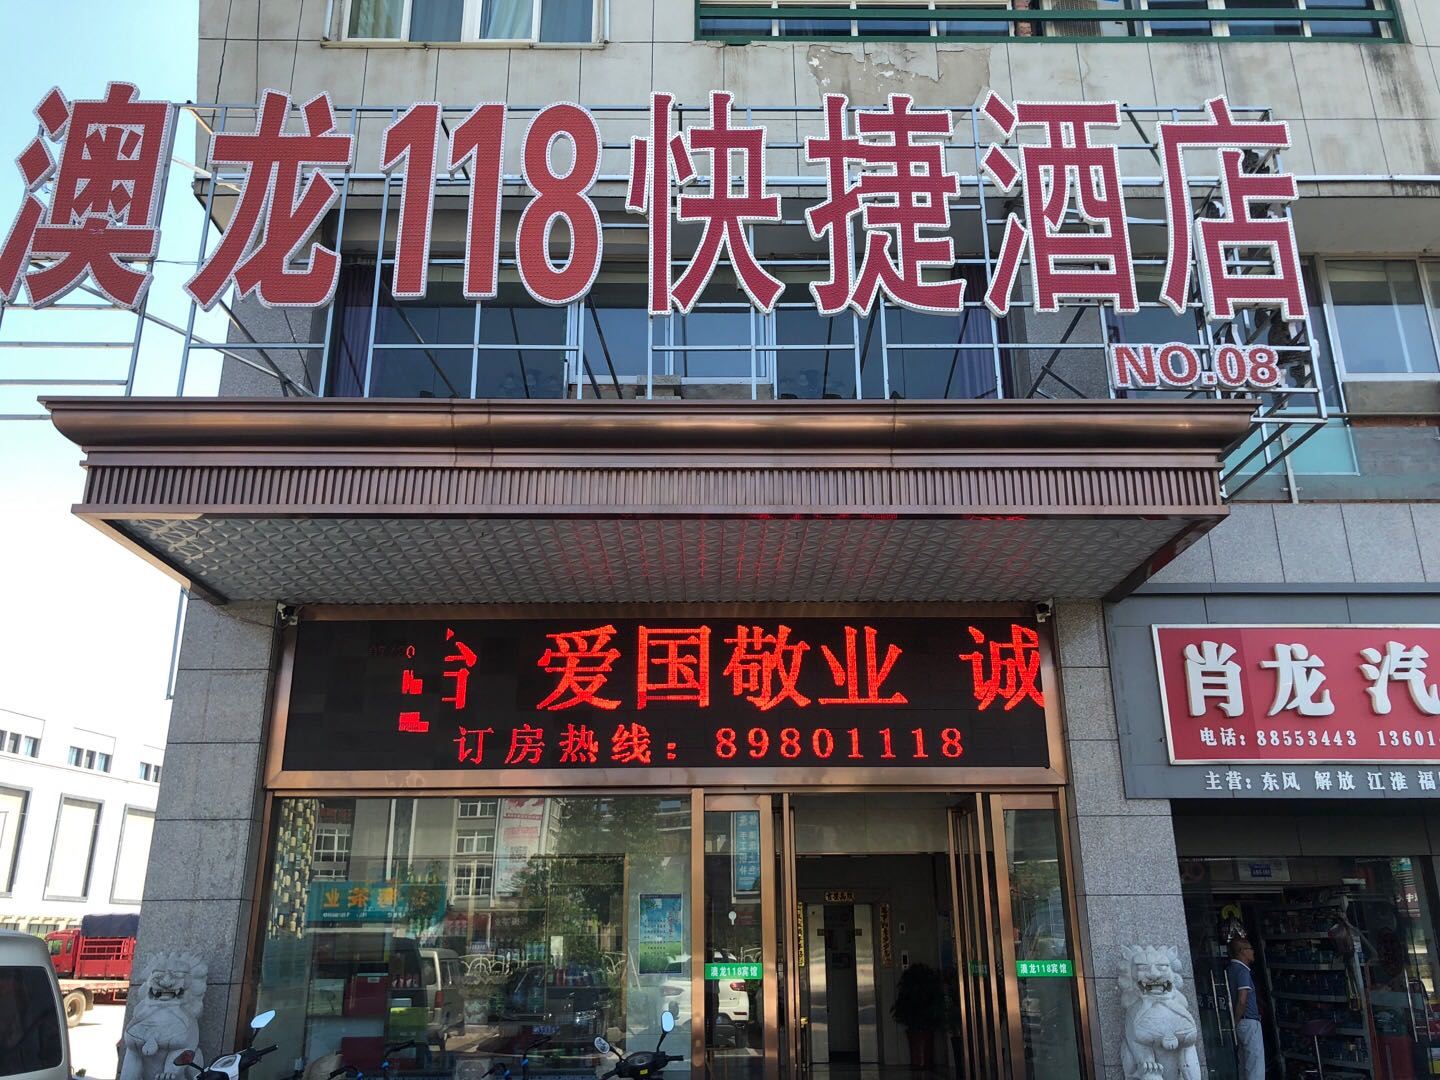 澳龙118快捷酒店
NO.08
爱国敬业 诚
订房热线：89801118
肖龙汽
电话：88553443 13601
主营：东风 解放 江淮 福
澳龙118宾馆
澳龙118宾馆